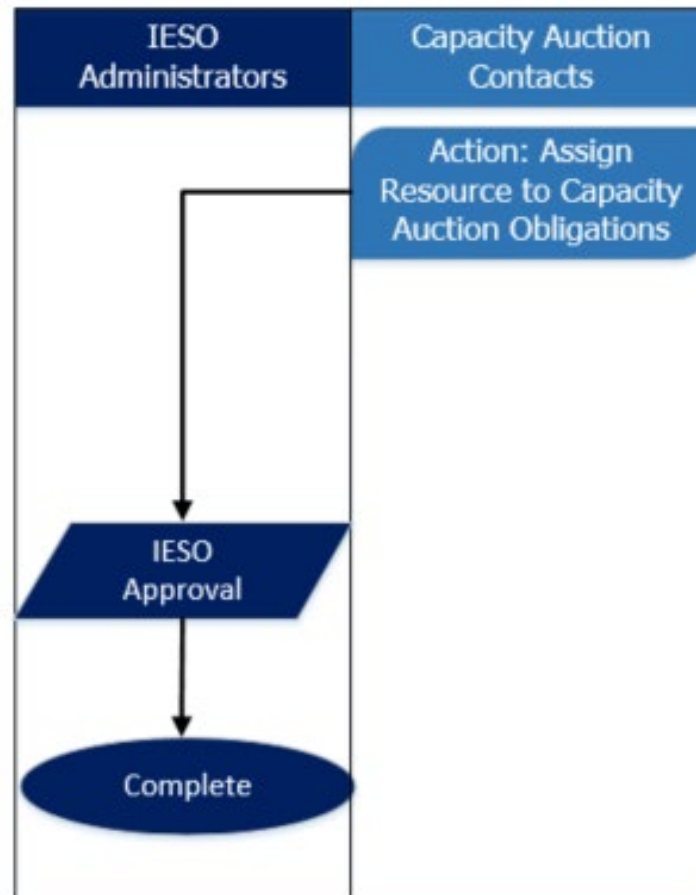 IESO
Administrators
Capacity Auction
Contacts
Action: Assign
Resource to Capacity
Auction Obligations
IESO
Approval
Complete